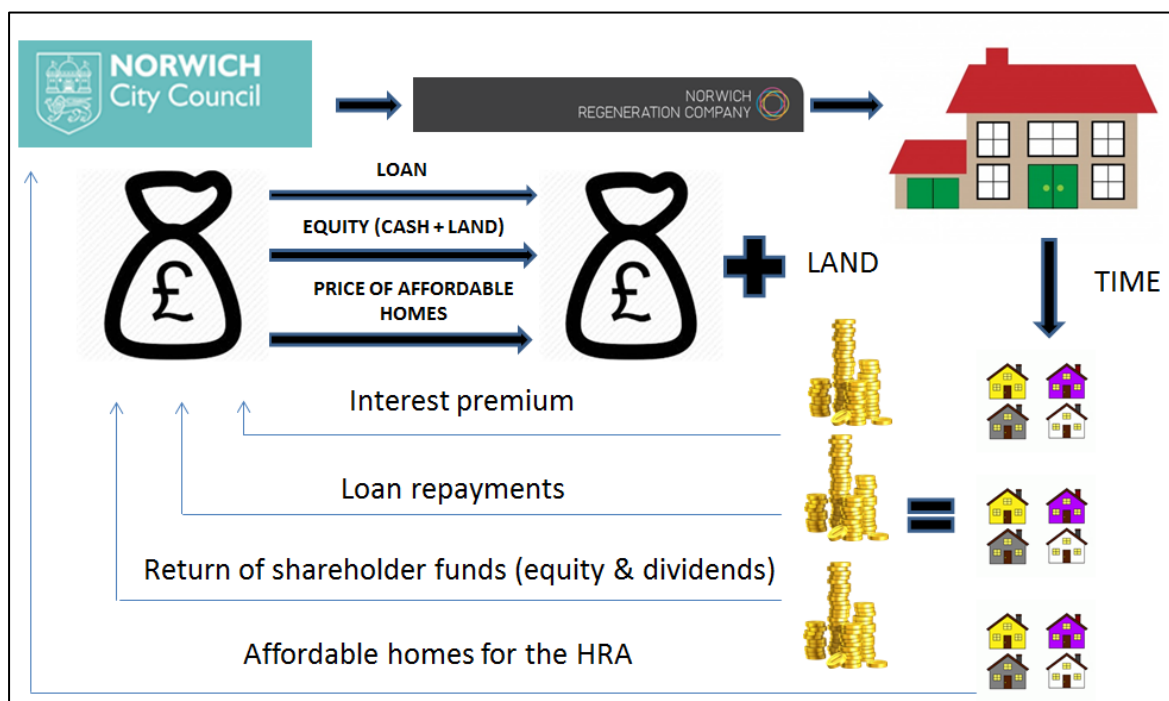 NORWICH
City Council
NORWICH
REGENERATION COMPANY
LOAN
EQUITY (CASH + LAND)
PRICE OF AFFORDABLE
HOMES
£
£
LAND
TIME
Interest premium
Loan repayments
Return of shareholder funds (equity & dividends)
Affordable homes for the HRA